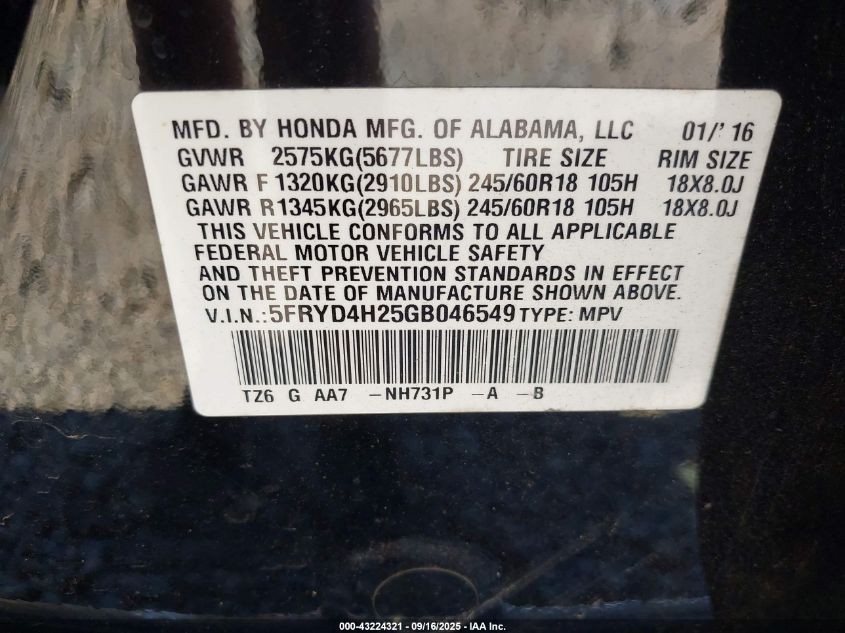 MFD. BY HONDA MFG. OF ALABAMA, LLC 01/'16
GVWR 2575KG(5677LBS) TIRE SIZE RIM SIZE
GAWR F 1320KG(2910LBS) 245/60R18 105H 18X8.0J
GAWR R 1345KG(2965LBS) 245/60R18 105H 18X8.0J
THIS VEHICLE CONFORMS TO ALL APPLICABLE
FEDERAL MOTOR VEHICLE SAFETY
AND THEFT PREVENTION STANDARDS IN EFFECT
ON THE DATE OF MANUFACTURE SHOWN ABOVE.
V.I.N.:5FRYD4H25GB046549 TYPE: MPV
TZ6 G AA7 -NH731P -A -B
000-43224321 - 09/16/2025 - IAA Inc.